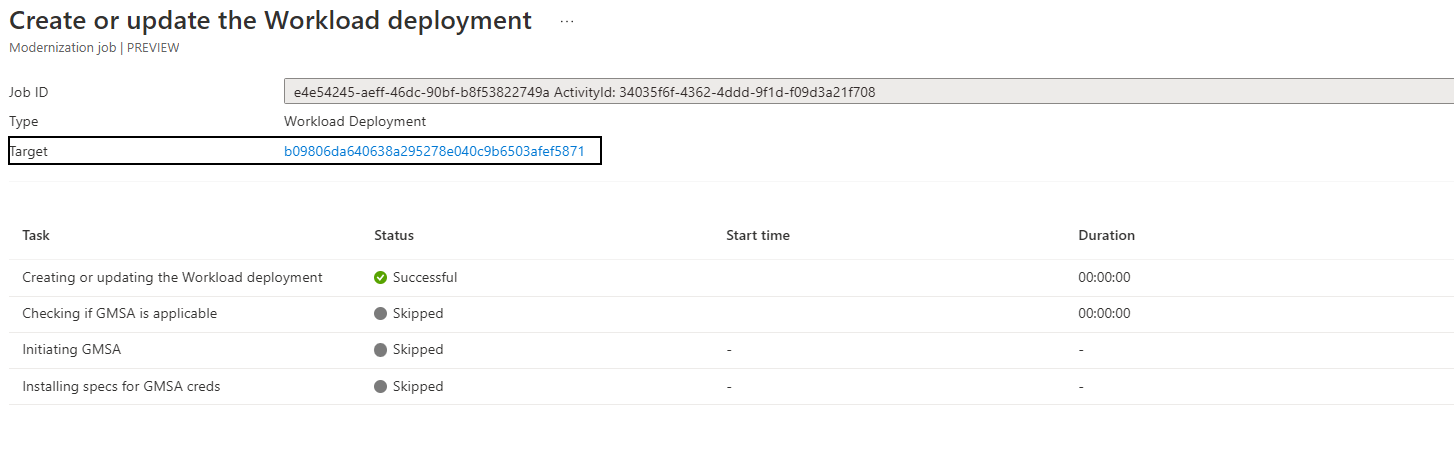 Create or update the Workload deployment ...
Modernization job | PREVIEW
Job ID e4e54245-aeff-46dc-90bf-b8f53822749a ActivityId: 34035f6f-4362-4ddd-9f1d-f09d3a21f708
Type Workload Deployment
Target b09806da640638a295278e040c9b6503afef5871
Task Status Start time Duration
Creating or updating the Workload deployment Successful 00:00:00
Checking if GMSA is applicable Skipped 00:00:00
Initiating GMSA Skipped - -
Installing specs for GMSA creds Skipped - -